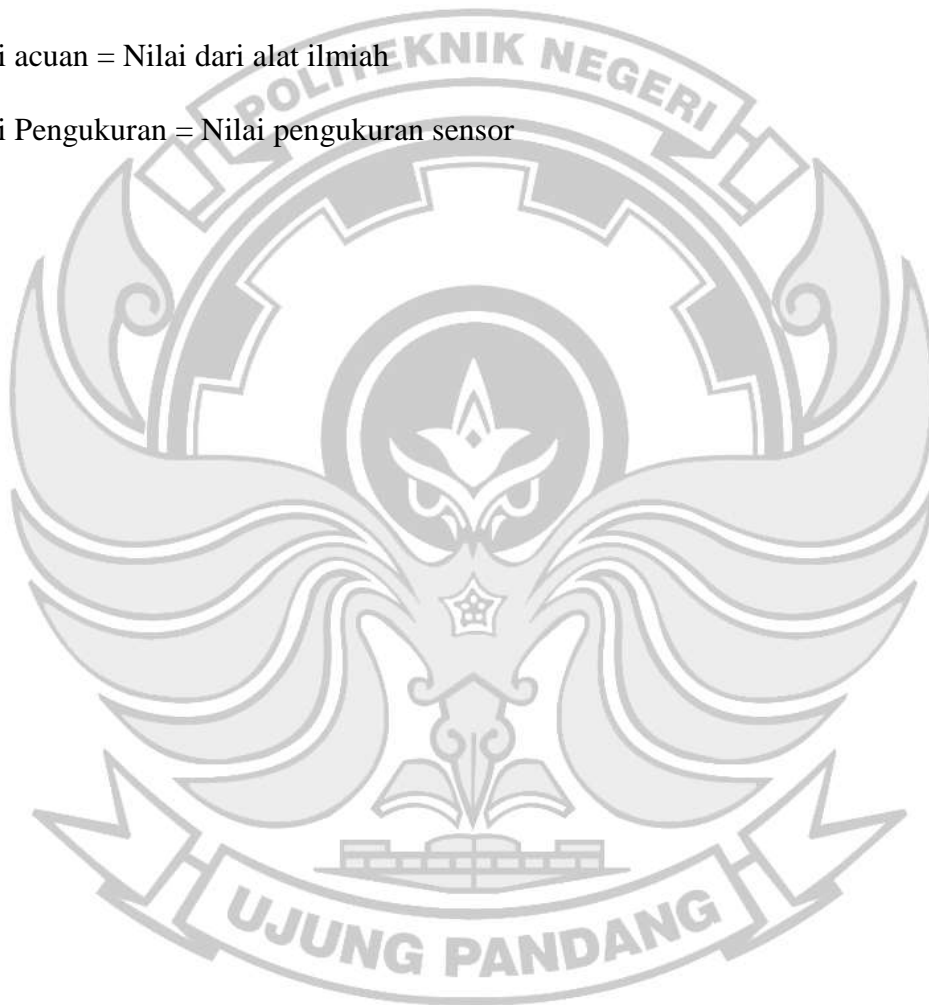 i acuan = Nilai dari alat ilmiah
i Pengukuran = Nilai pengukuran sensor
POLITEKNIK NEGERI
UJUNG PANDANG